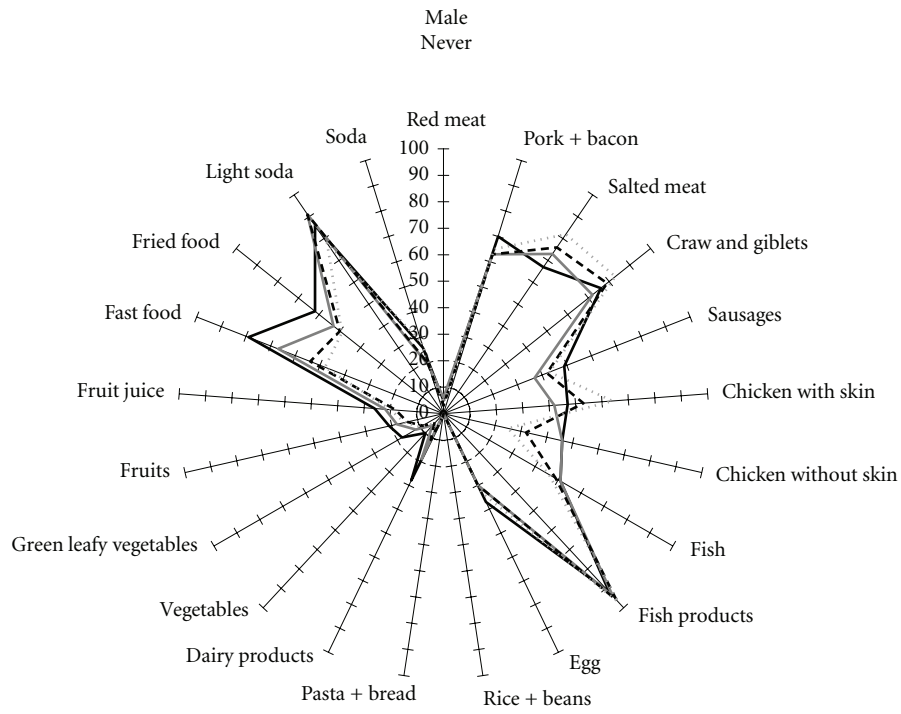 Male
Never
Red meat
Pork + bacon
Salted meat
Craw and giblets
Sausages
Chicken with skin
Chicken without skin
Fish
Fish products
Egg
Rice + beans
Pasta + bread
Dairy products
Vegetables
Green leafy vegetables
Fruits
Fruit juice
Fast food
Fried food
Light soda
Soda
100
90
80
70
60
50
40
30
20
10
0